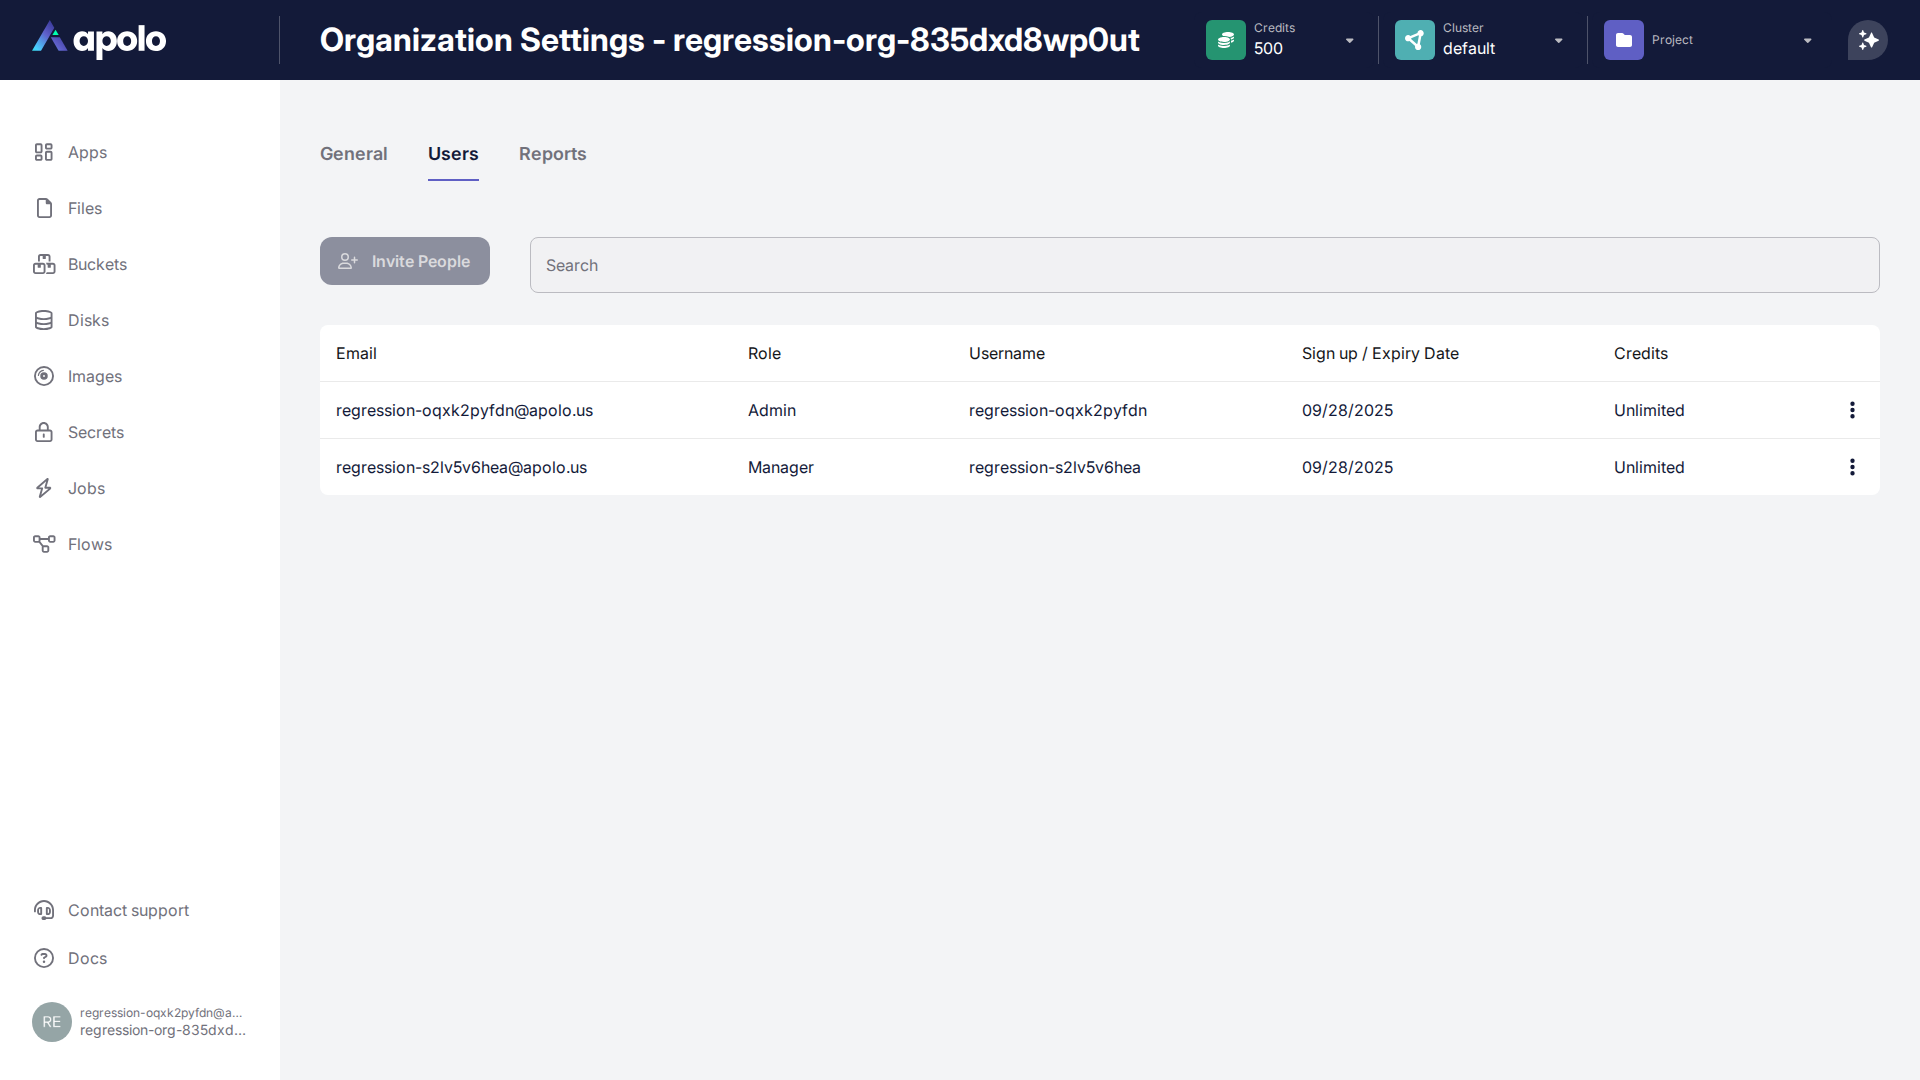 apolo
Organization Settings - regression-org-835dxd8wp0ut
Credits
500
Cluster
default
Project
Apps
Files
Buckets
Disks
Images
Secrets
Jobs
Flows
General Users Reports
Invite People
Search
Email Role Username Sign up / Expiry Date Credits
regression-oqxk2pyfdn@apolo.us Admin regression-oqxk2pyfdn 09/28/2025 Unlimited
regression-s2lv5v6hea@apolo.us Manager regression-s2lv5v6hea 09/28/2025 Unlimited
Contact support
Docs
RE
regression-oqxk2pyfdn@a...
regression-org-835dxd...